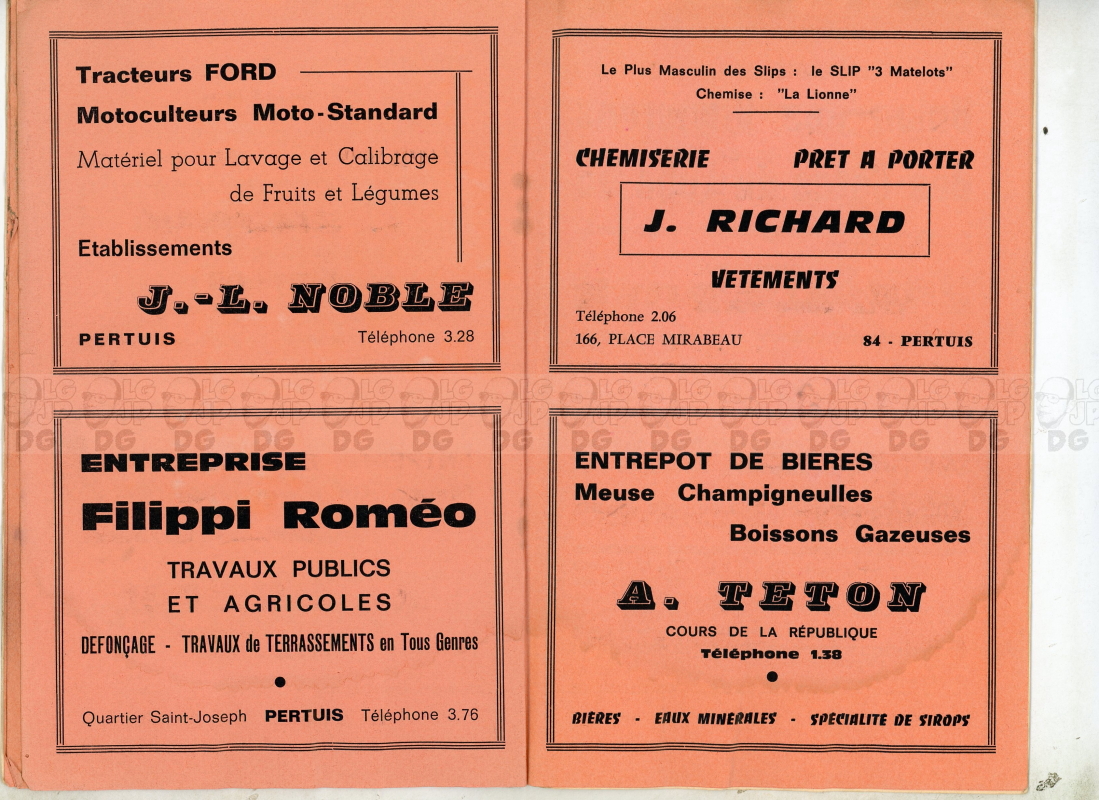 Tracteurs FORD
Motoculteurs Moto-Standard
Matériel pour Lavage et Calibrage
de Fruits et Légumes
Etablissements
J.-L. NOBLE
PERTUIS Téléphone 3.28
ENTREPRISE
Filippi Roméo
TRAVAUX PUBLICS
ET AGRICOLES
DEFONÇAGE - TRAVAUX de TERRASSEMENTS en Tous Genres
Quartier Saint-Joseph PERTUIS Téléphone 3.76
Le Plus Masculin des Slips : le SLIP "3 Matelots"
Chemise : "La Lionne"
CHEMISERIE PRET A PORTER
J. RICHARD
VETEMENTS
Téléphone 2.06
166, PLACE MIRABEAU 84 - PERTUIS
ENTREPOT DE BIERES
Meuse Champigneulles
Boissons Gazeuses
A. TETON
COURS DE LA RÉPUBLIQUE
Téléphone 1.38
BIÈRES - EAUX MINÉRALES - SPÉCIALITÉ DE SIROPS
LG JP DG